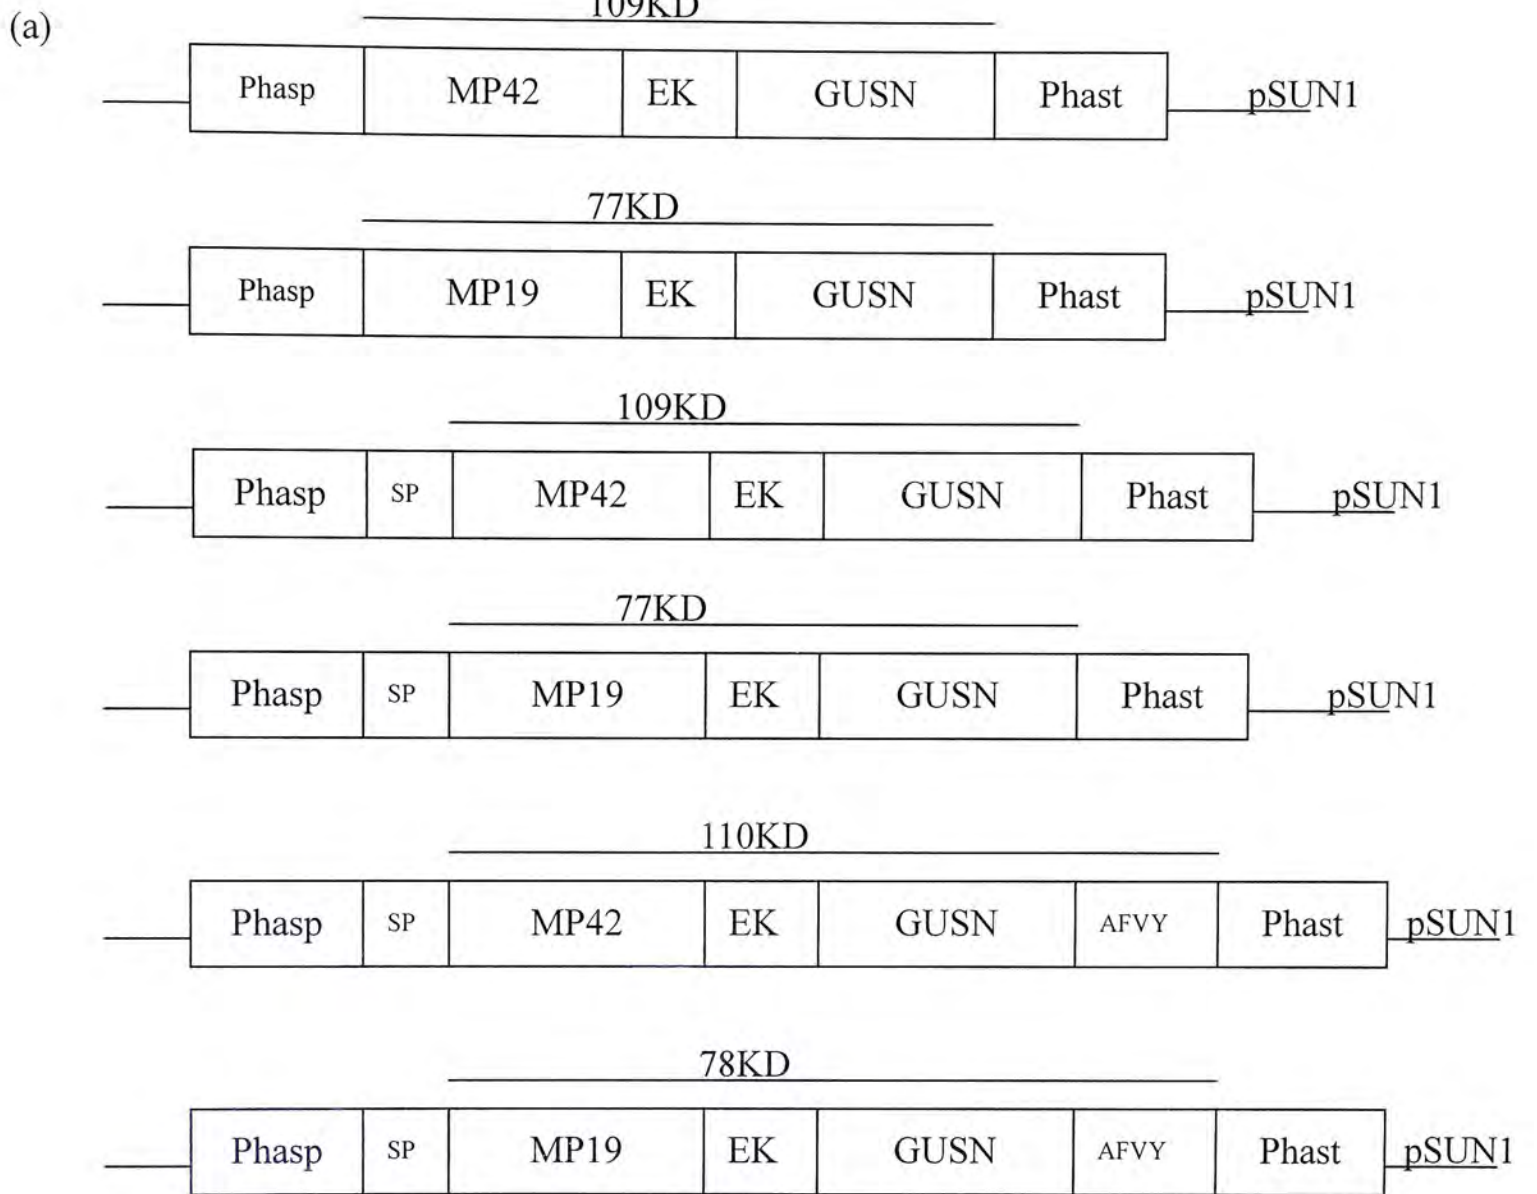 (a)
109KD
Phasp MP42 EK GUSN Phast pSUN1
77KD
Phasp MP19 EK GUSN Phast pSUN1
109KD
Phasp SP MP42 EK GUSN Phast pSUN1
77KD
Phasp SP MP19 EK GUSN Phast pSUN1
110KD
Phasp SP MP42 EK GUSN AFVY Phast pSUN1
78KD
Phasp SP MP19 EK GUSN AFVY Phast pSUN1